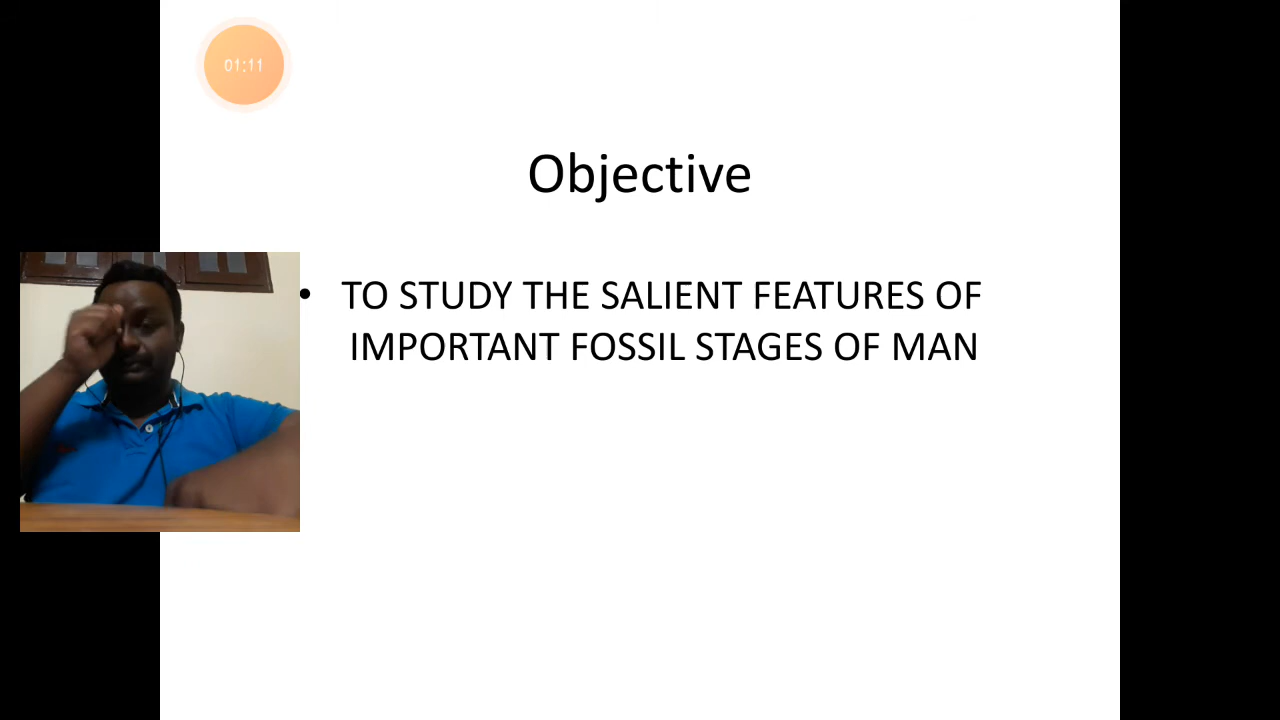 01:11
Objective
• TO STUDY THE SALIENT FEATURES OF
IMPORTANT FOSSIL STAGES OF MAN